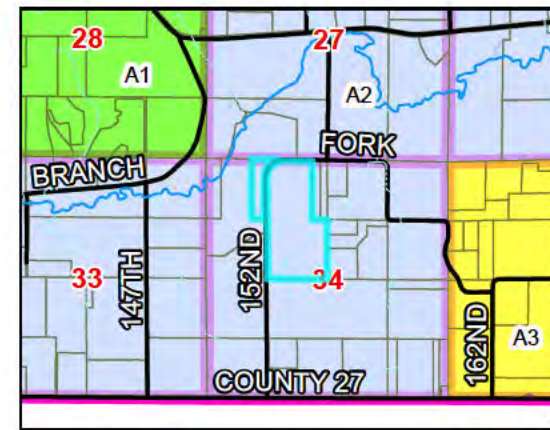 28
27
A1
A2
FORK
BRANCH
152ND
33
34
147TH
162ND
A3
COUNTY 27